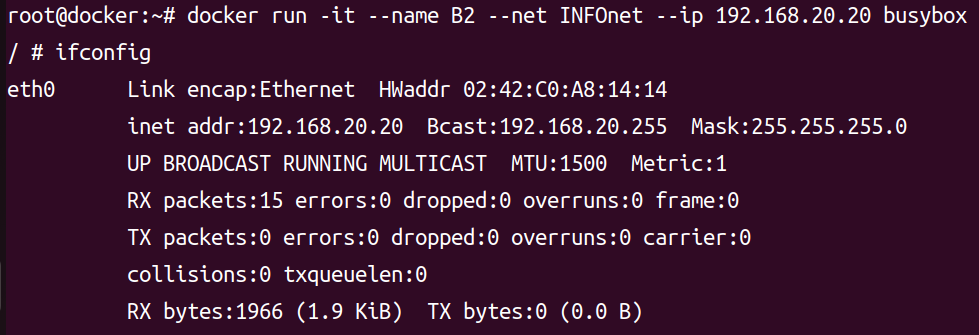 root@docker:~# docker run -it --name B2 --net INFOnet --ip 192.168.20.20 busybox
/ # ifconfig
eth0      Link encap:Ethernet  HWaddr 02:42:C0:A8:14:14
          inet addr:192.168.20.20  Bcast:192.168.20.255  Mask:255.255.255.0
          UP BROADCAST RUNNING MULTICAST  MTU:1500  Metric:1
          RX packets:15 errors:0 dropped:0 overruns:0 frame:0
          TX packets:0 errors:0 dropped:0 overruns:0 carrier:0
          collisions:0 txqueuelen:0
          RX bytes:1966 (1.9 KiB)  TX bytes:0 (0.0 B)